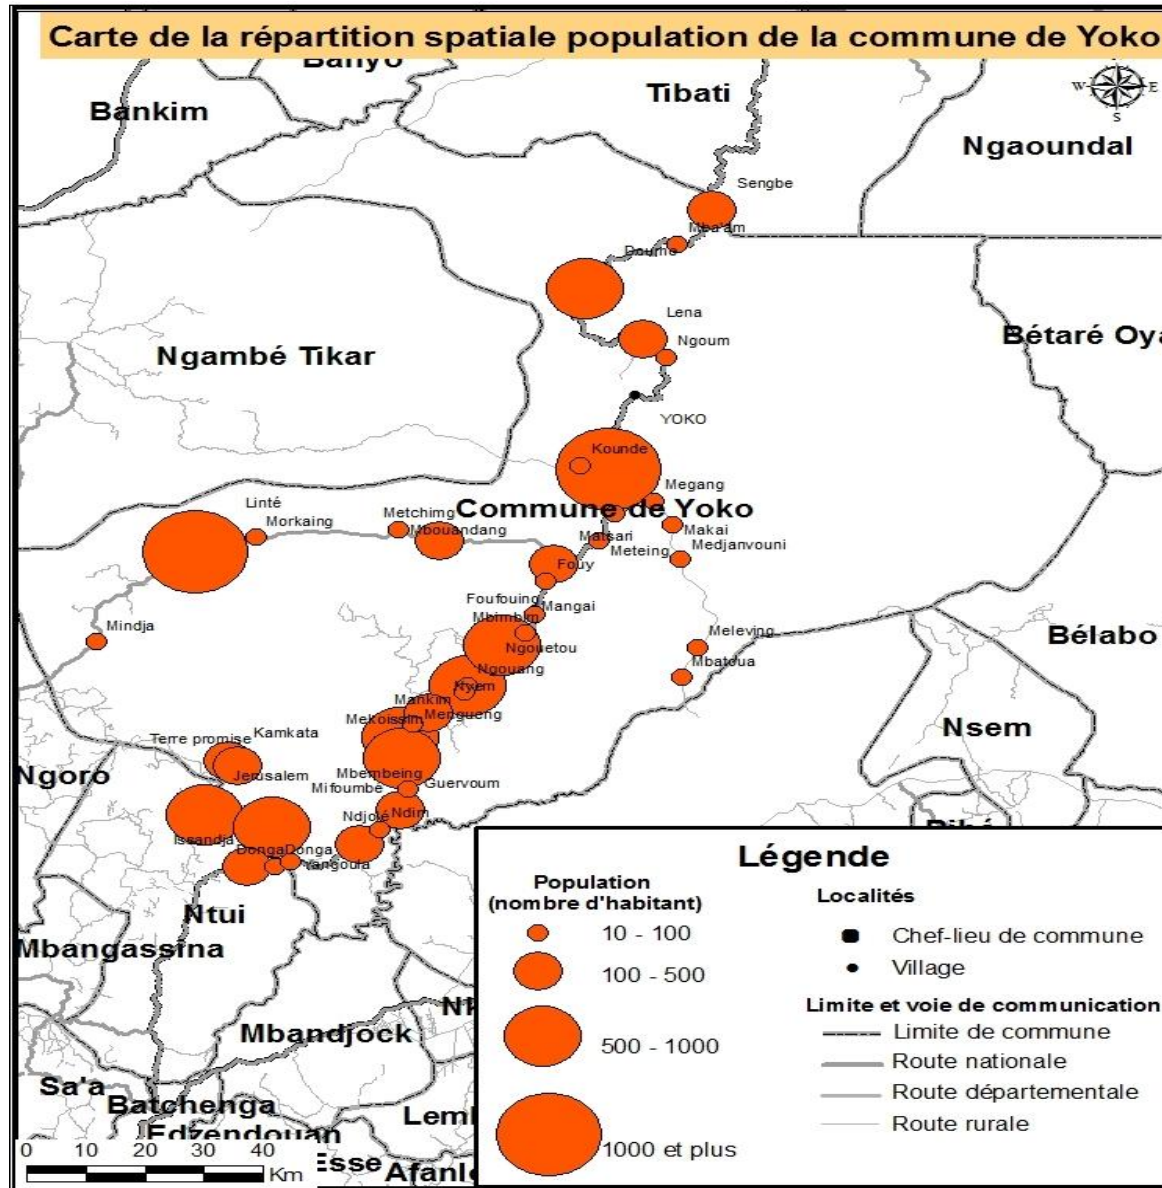 Carte de la répartition spatiale population de la commune de Yoko
Banyo
Bankim
Tibati
W
E
S
Ngaoundal
Sengbe
Mba'am
Doume
Lena
Ngoum
Bétaré Oya
Ngambé Tikar
YOKO
Kounde
Megang
Linté
Morkaing
Metchimg
Mbouandang
Commune de Yoko
Makai
Matsari
Meteing
Medjanvouni
Fouy
Foufouing
Mangai
Mbimbim
Mindja
Ngouetou
Meleving
Mbatoua
Bélabo
Ngouang
Nyem
Mankim
Mekoissim
Mengueng
Nsem
Terre promise
Kamkata
Ngoro
Jerusalem
Mbembeing
Mifoumbe
Guervoum
Ndjolé
Ndim
Issandja
Donga
Donga
Yangoula
Ntui
Mbangassina
Mbandjock
Sa'a
Batchenga
Edzendouan
Légende
Population
(nombre d'habitant)
10 - 100
100 - 500
500 - 1000
1000 et plus
Localités
Chef-lieu de commune
Village
Limite et voie de communication
Limite de commune
Route nationale
Route départementale
Route rurale
0 10 20 30 40
Km